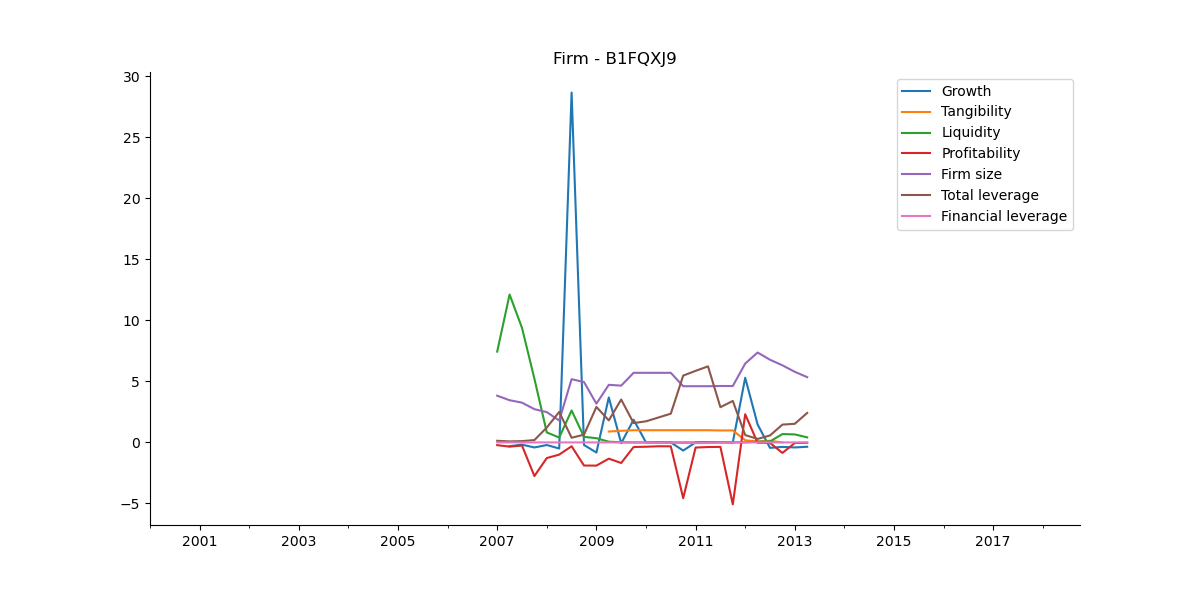 Firm - B1FQXJ9
30
25
20
15
10
5
0
−5
2001 2003 2005 2007 2009 2011 2013 2015 2017
Growth
Tangibility
Liquidity
Profitability
Firm size
Total leverage
Financial leverage